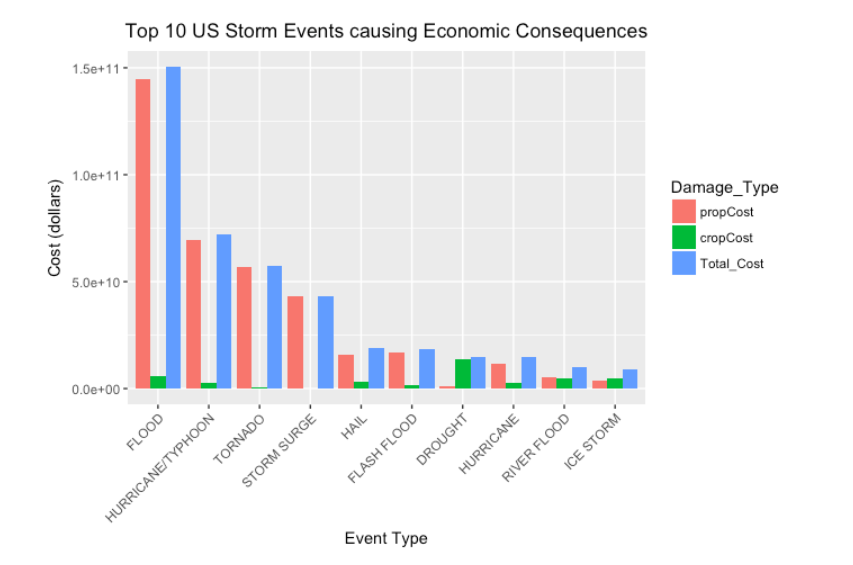 Top 10 US Storm Events causing Economic Consequences
1.5e+11
1.0e+11
5.0e+10
0.0e+00
Cost (dollars)
FLOOD
HURRICANE/TYPHOON
TORNADO
STORM SURGE
HAIL
FLASH FLOOD
DROUGHT
HURRICANE
RIVER FLOOD
ICE STORM
Event Type
Damage_Type
propCost
cropCost
Total_Cost